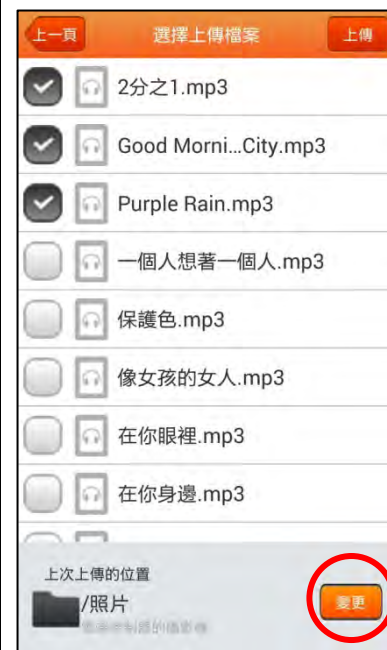 上一頁
選擇上傳檔案
上傳
2分之1.mp3
Good Morni...City.mp3
Purple Rain.mp3
一個人想著一個人.mp3
保護色.mp3
像女孩的女人.mp3
在你眼裡.mp3
在你身邊.mp3
上次上傳的位置
/照片
變更